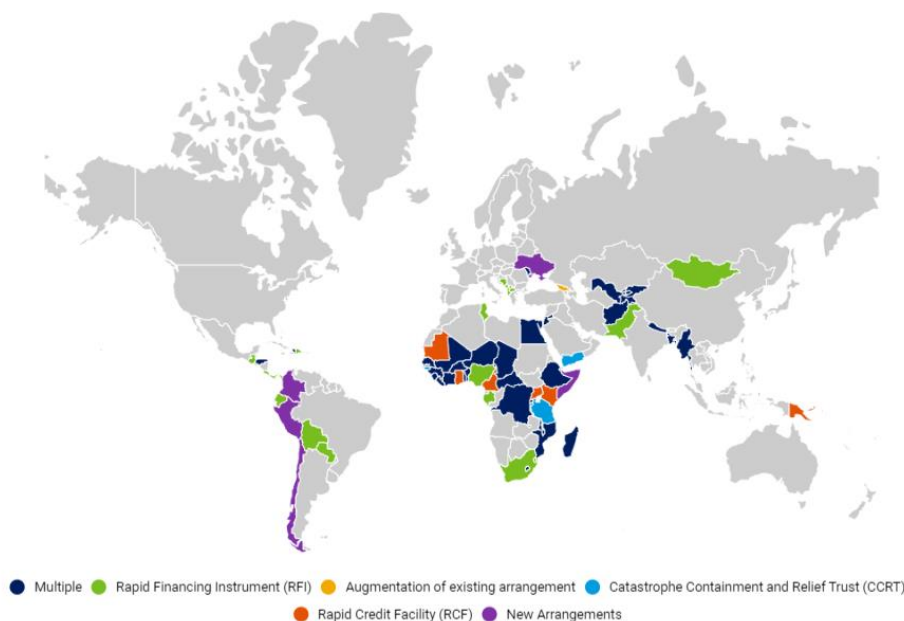 Multiple Rapid Financing Instrument (RFI) Augmentation of existing arrangement Catastrophe Containment and Relief Trust (CCRT)
Rapid Credit Facility (RCF) New Arrangements